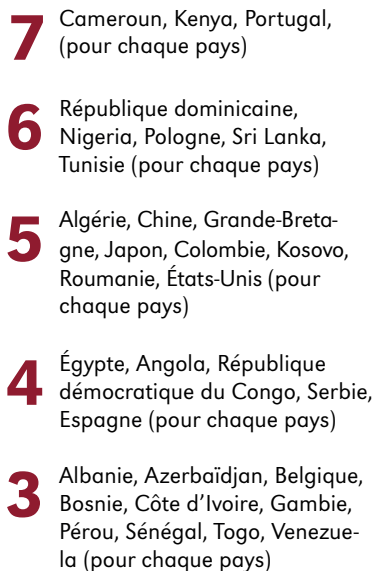 7 Cameroun, Kenya, Portugal,
(pour chaque pays)
6 République dominicaine,
Nigeria, Pologne, Sri Lanka,
Tunisie (pour chaque pays)
5 Algérie, Chine, Grande-Breta-
gne, Japon, Colombie, Kosovo,
Roumanie, États-Unis (pour
chaque pays)
4 Égypte, Angola, République
démocratique du Congo, Serbie,
Espagne (pour chaque pays)
3 Albanie, Azerbaïdjan, Belgique,
Bosnie, Côte d’Ivoire, Gambie,
Pérou, Sénégal, Togo, Venezue-
la (pour chaque pays)